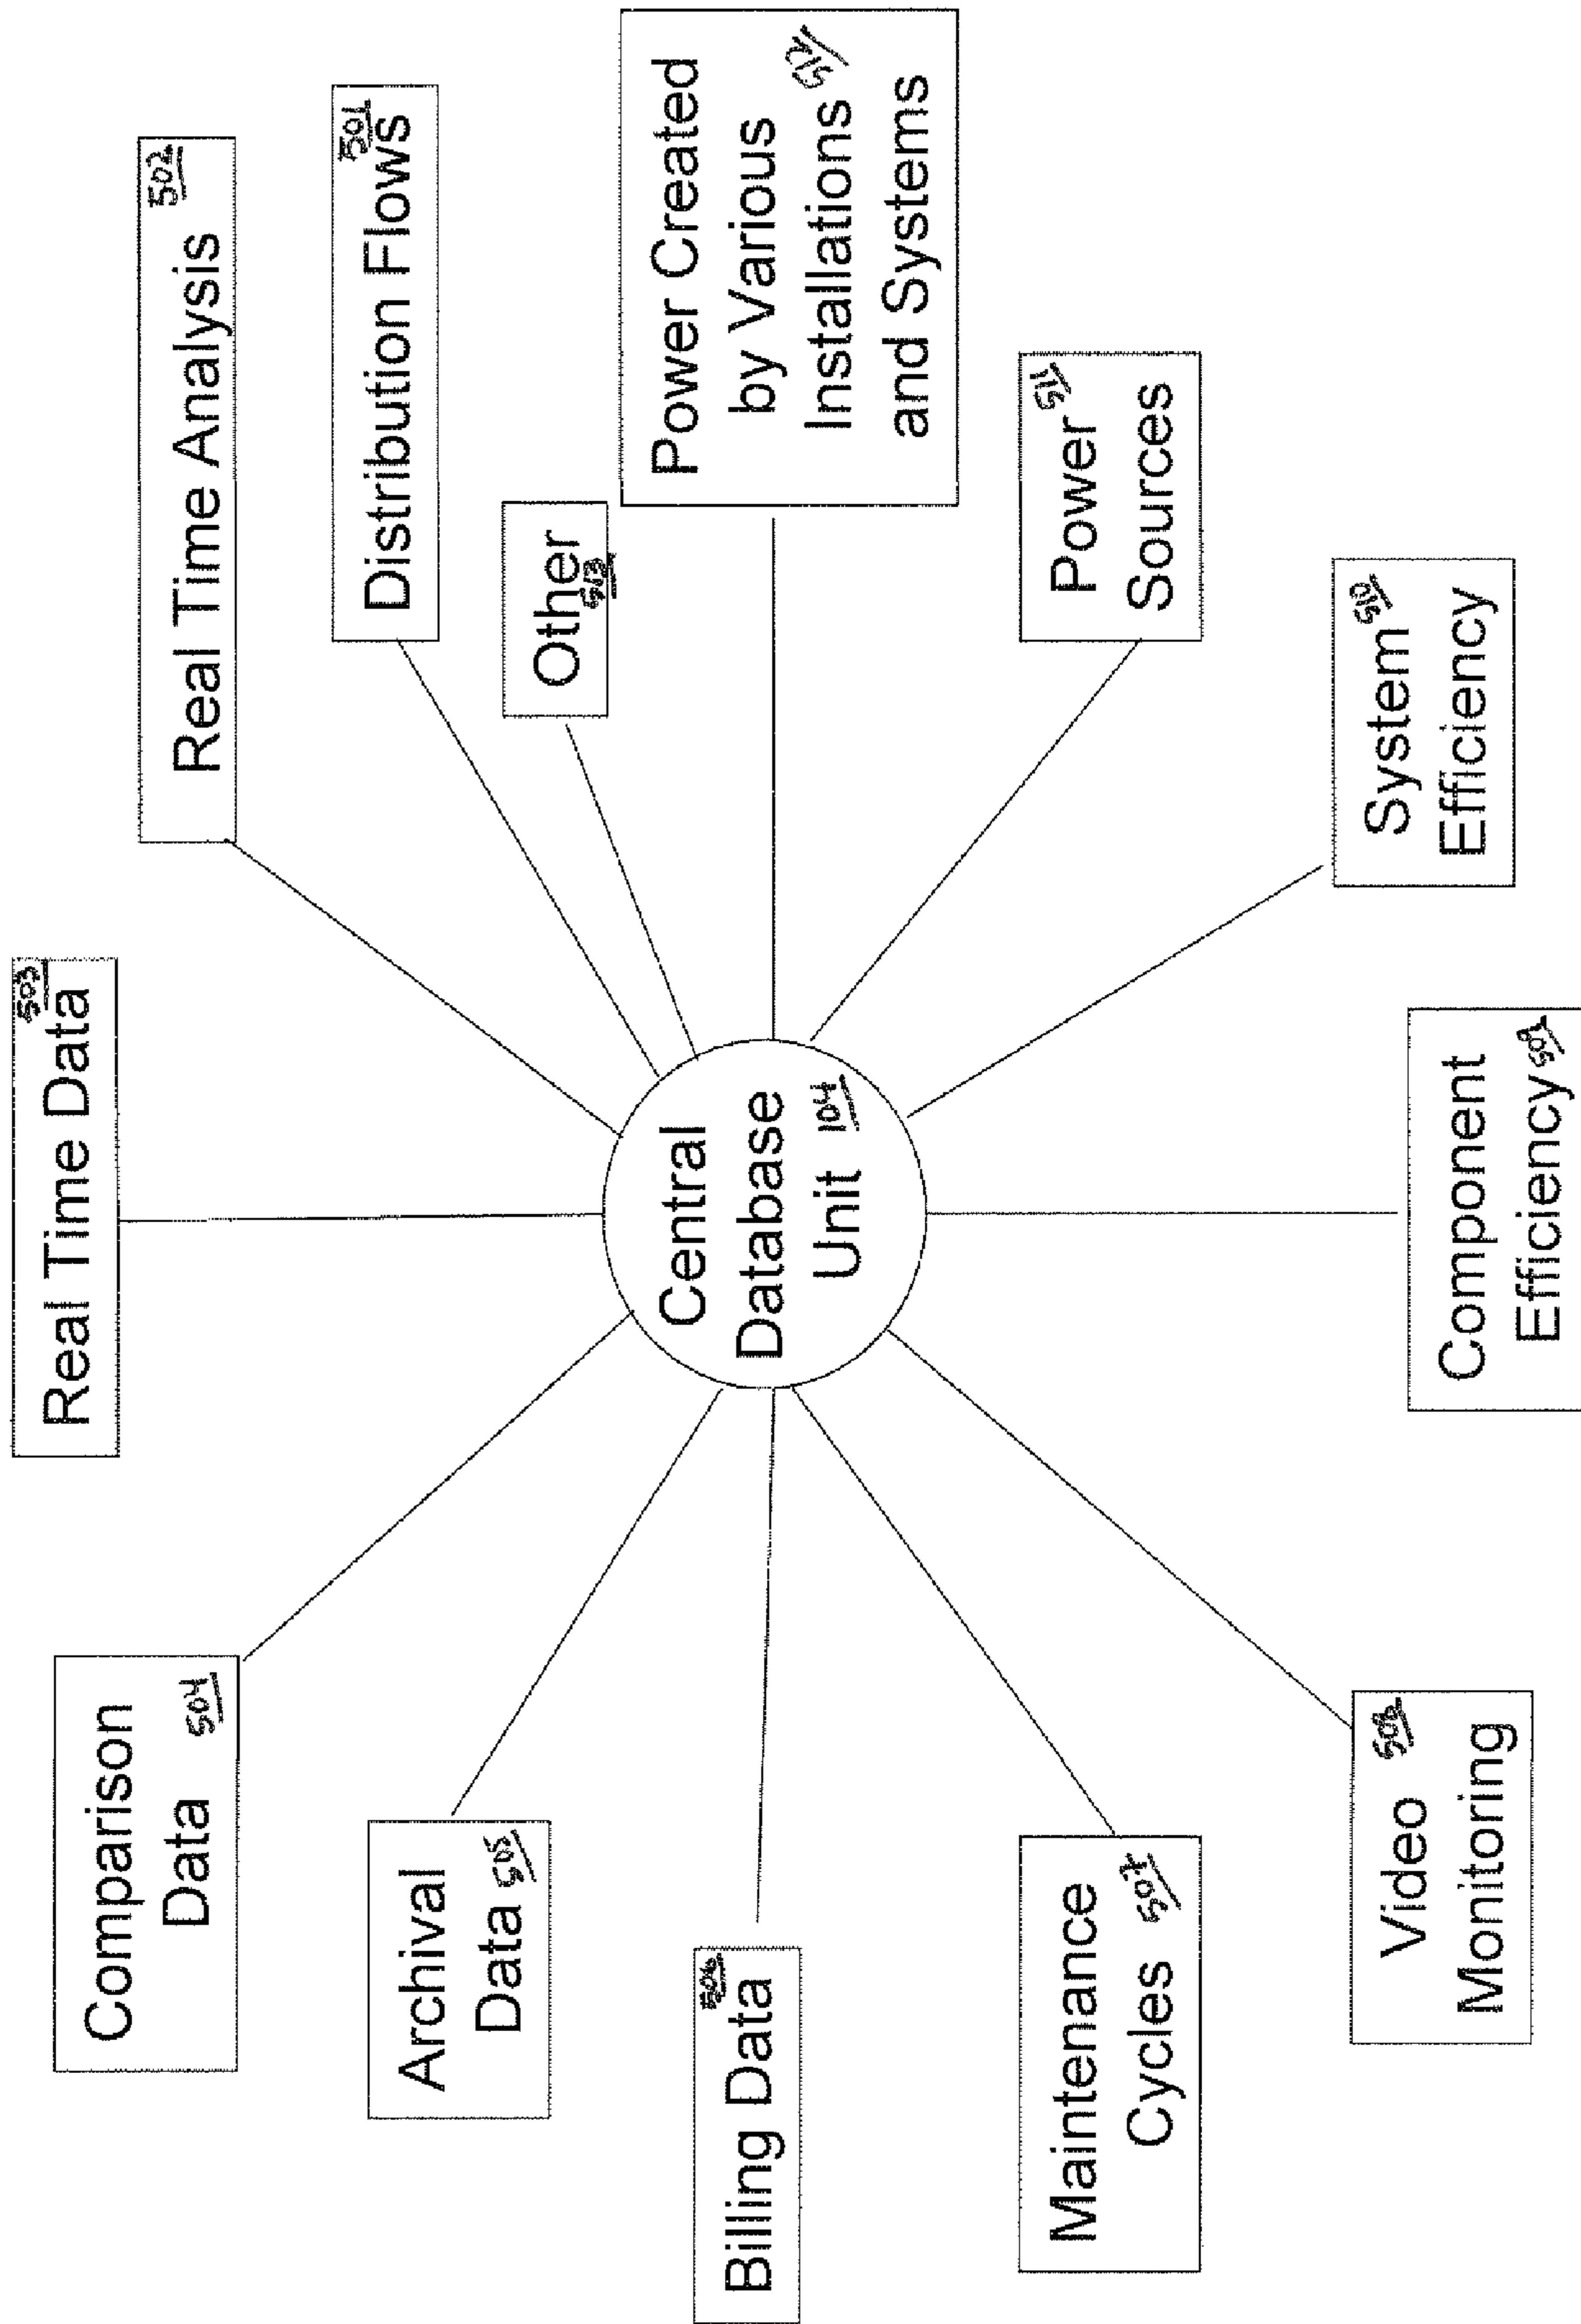 Real Time Data
503
Real Time Analysis
502
Distribution Flows
501
Other
513
Power Created
by Various
Installations 512
and Systems
Power
511
Sources
System 510
Efficiency
Component
Efficiency 509
Video 508
Monitoring
Maintenance
Cycles 507
Billing Data
506
Archival
Data 505
Comparison
Data 504
Central
Database
Unit 104